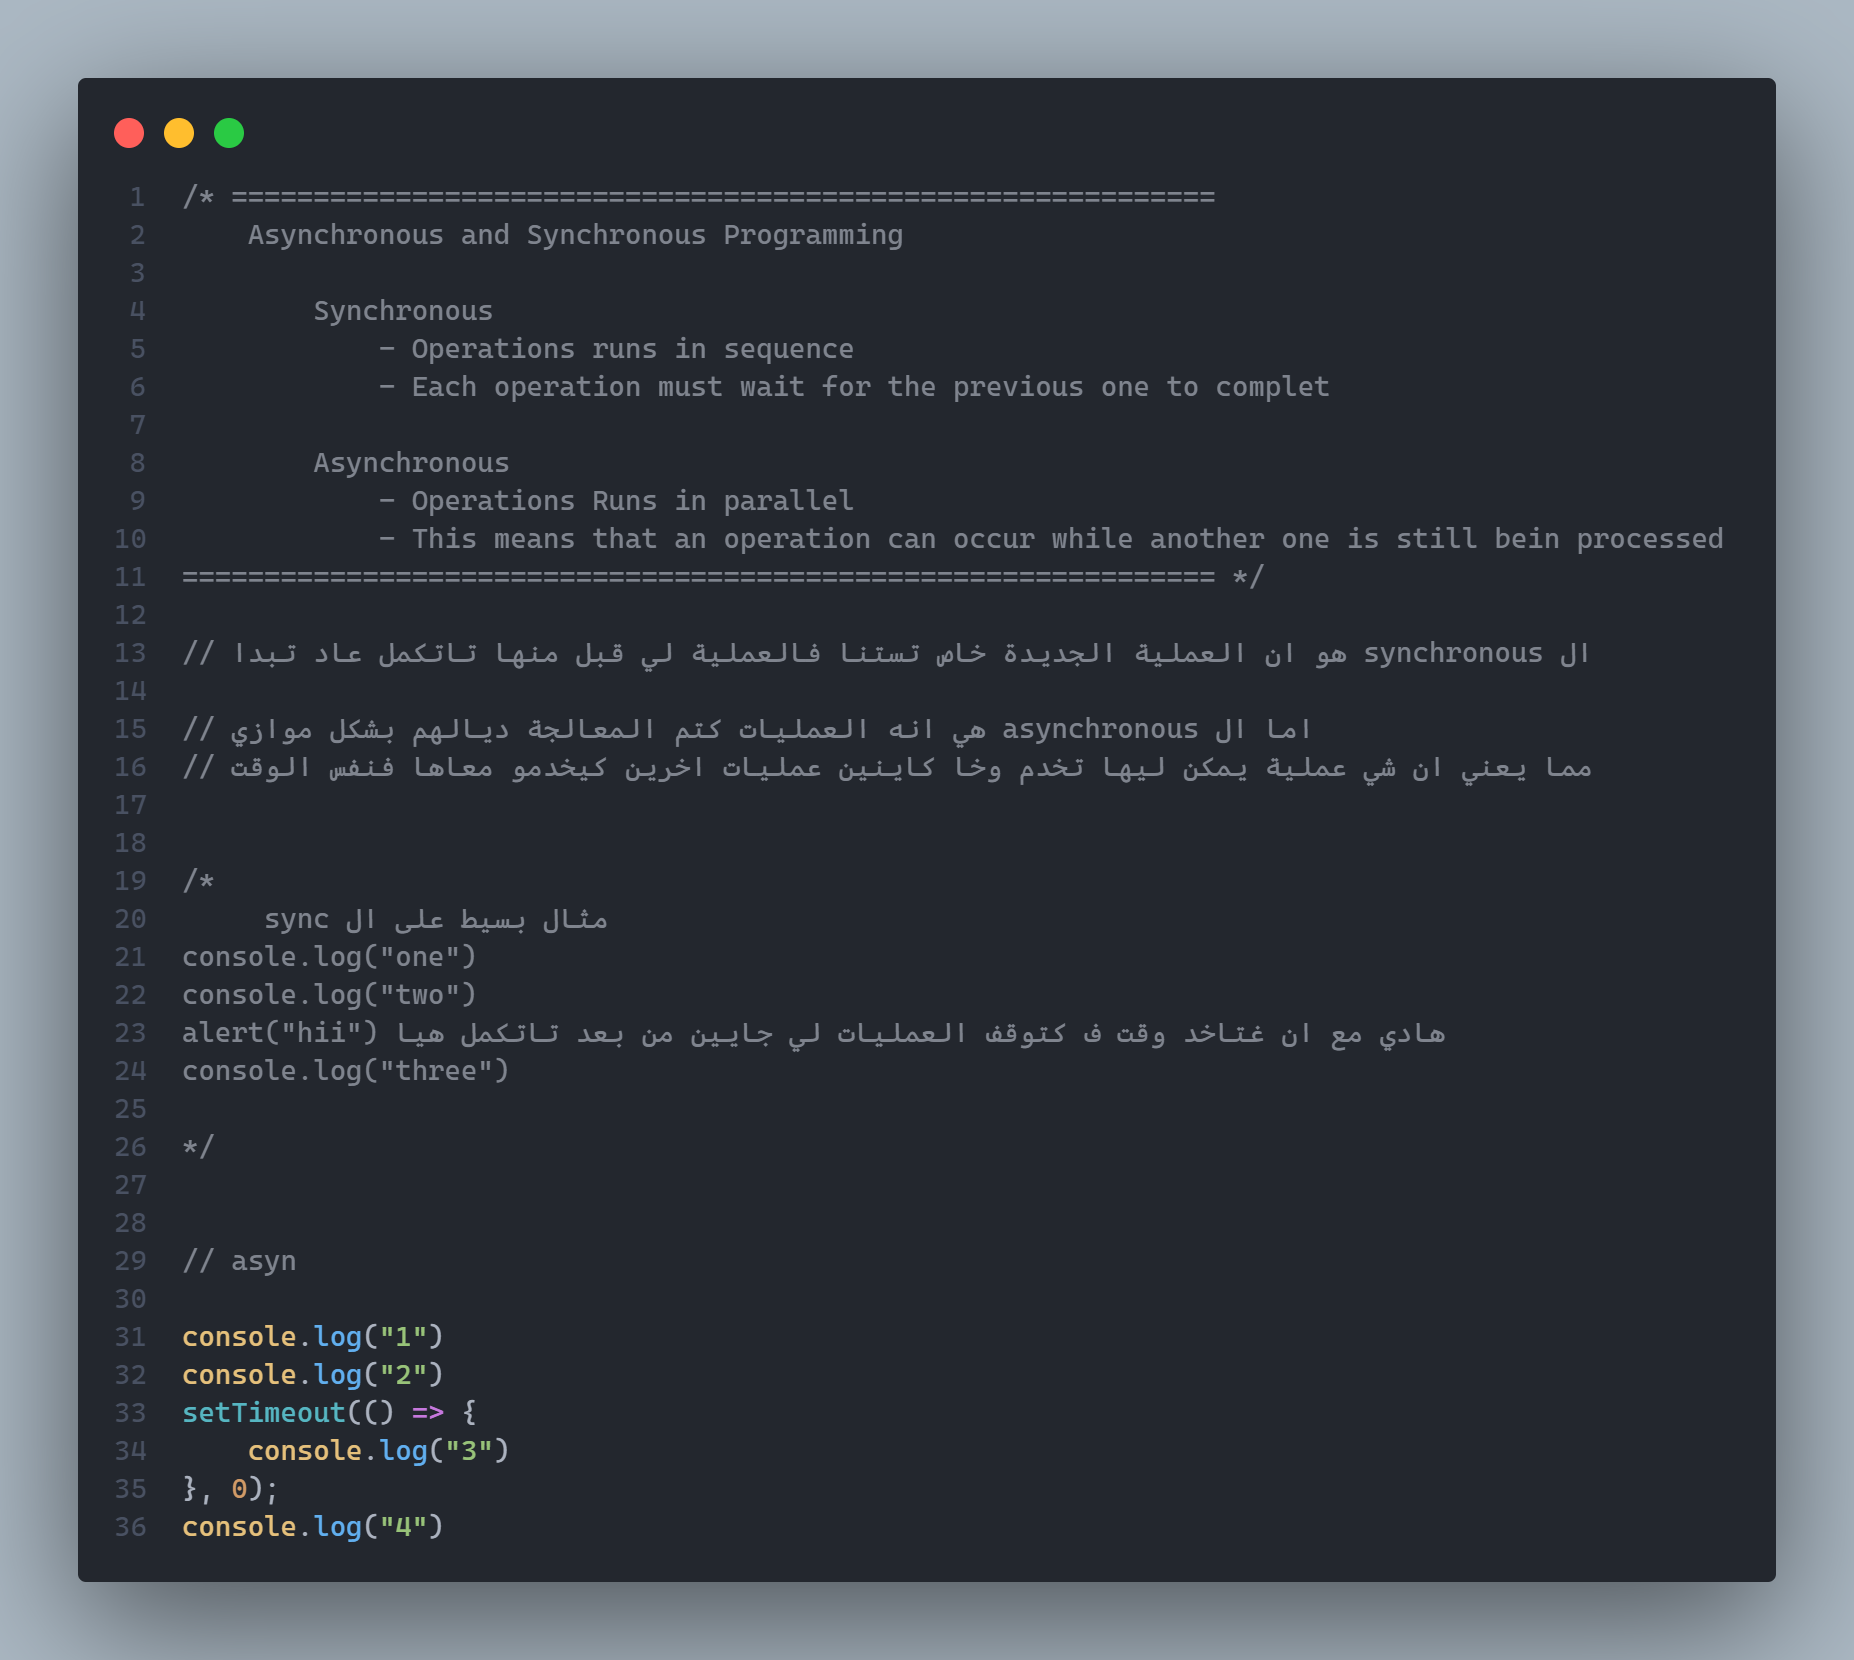 1 /* ============================================================
2     Asynchronous and Synchronous Programming
3
4         Synchronous
5             - Operations runs in sequence
6             - Each operation must wait for the previous one to complet
7
8         Asynchronous
9             - Operations Runs in parallel
10             - This means that an operation can occur while another one is still bein processed
11 =============================================================== */
12
13 // ال synchronous هو ان العملية الجديدة خاص تستنا فالعملية لي قبل منها تاتكمل عاد تبدا
14
15 // اما ال asynchronous هي انه العمليات كتم المعالجة ديالهم بشكل موازي
16 // مما يعني ان شي عملية يمكن ليها تخدم وخا كاينين عمليات اخرين كيخدمو معاها فنفس الوقت
17
18
19 /*
20      مثال بسيط على ال sync
21 console.log("one")
22 console.log("two")
23 alert("hii") هادي مع ان غتاخد وقت ف كتوقف العمليات لي جايين من بعد تاتكمل هيا
24 console.log("three")
25
26 */
27
28
29 // asyn
30
31 console.log("1")
32 console.log("2")
33 setTimeout(() => {
34     console.log("3")
35 }, 0);
36 console.log("4")